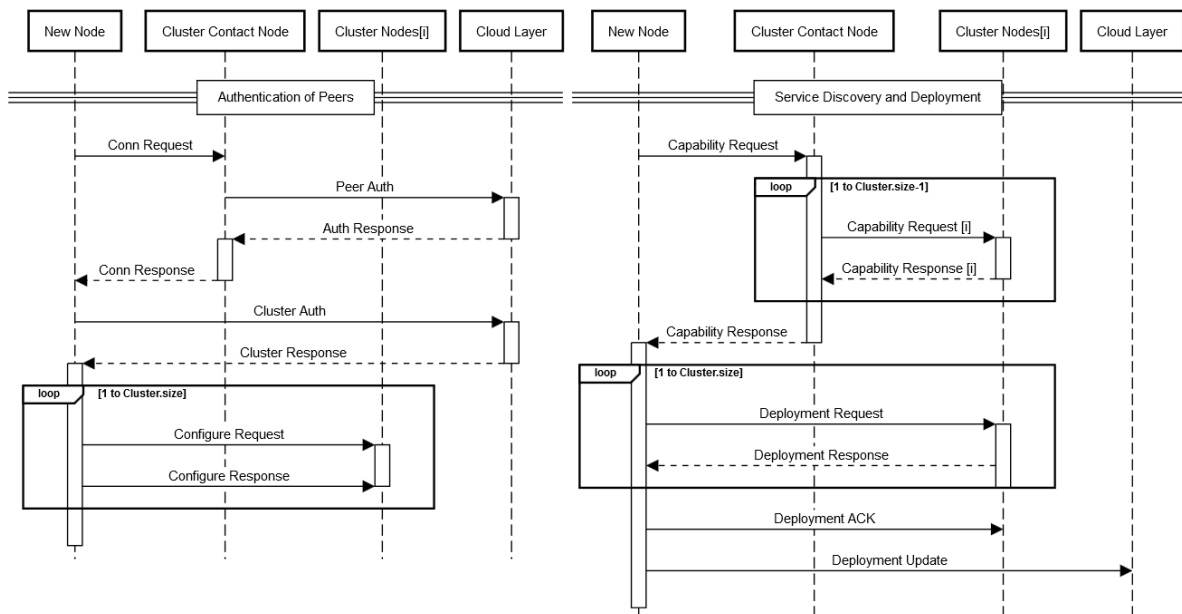 New Node
Cluster Contact Node
Cluster Nodes[i]
Cloud Layer
Authentication of Peers
Conn Request
Peer Auth
Auth Response
Conn Response
Cluster Auth
Cluster Response
loop [1 to Cluster.size]
Configure Request
Configure Response
New Node
Cluster Contact Node
Cluster Nodes[i]
Cloud Layer
Service Discovery and Deployment
Capability Request
loop [1 to Cluster.size-1]
Capability Request [i]
Capability Response [i]
Capability Response
loop [1 to Cluster.size]
Deployment Request
Deployment Response
Deployment ACK
Deployment Update